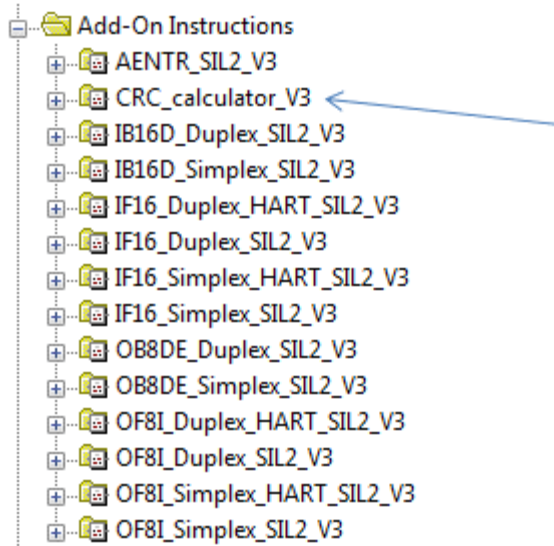 Add-On Instructions
AENTR_SIL2_V3
CRC_calculator_V3
IB16D_Duplex_SIL2_V3
IB16D_Simplex_SIL2_V3
IF16_Duplex_HART_SIL2_V3
IF16_Duplex_SIL2_V3
IF16_Simplex_HART_SIL2_V3
IF16_Simplex_SIL2_V3
OB8DE_Duplex_SIL2_V3
OB8DE_Simplex_SIL2_V3
OF8I_Duplex_HART_SIL2_V3
OF8I_Duplex_SIL2_V3
OF8I_Simplex_HART_SIL2_V3
OF8I_Simplex_SIL2_V3